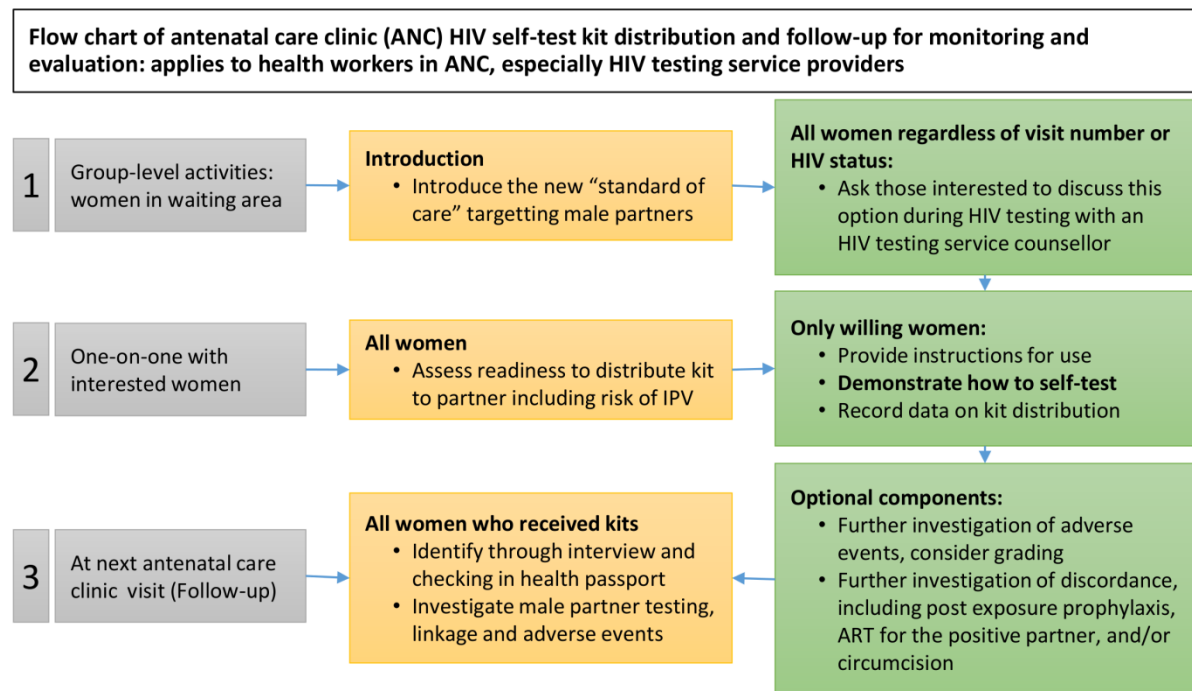 Flow chart of antenatal care clinic (ANC) HIV self-test kit distribution and follow-up for monitoring and
evaluation: applies to health workers in ANC, especially HIV testing service providers
1
Group-level activities:
women in waiting area
Introduction
• Introduce the new “standard of
care” targetting male partners
All women regardless of visit number or
HIV status:
• Ask those interested to discuss this
option during HIV testing with an
HIV testing service counsellor
2
One-on-one with
interested women
All women
• Assess readiness to distribute kit
to partner including risk of IPV
Only willing women:
• Provide instructions for use
• Demonstrate how to self-test
• Record data on kit distribution
3
At next antenatal care
clinic visit (Follow-up)
All women who received kits
• Identify through interview and
checking in health passport
• Investigate male partner testing,
linkage and adverse events
Optional components:
• Further investigation of adverse
events, consider grading
• Further investigation of discordance,
including post exposure prophylaxis,
ART for the positive partner, and/or
circumcision